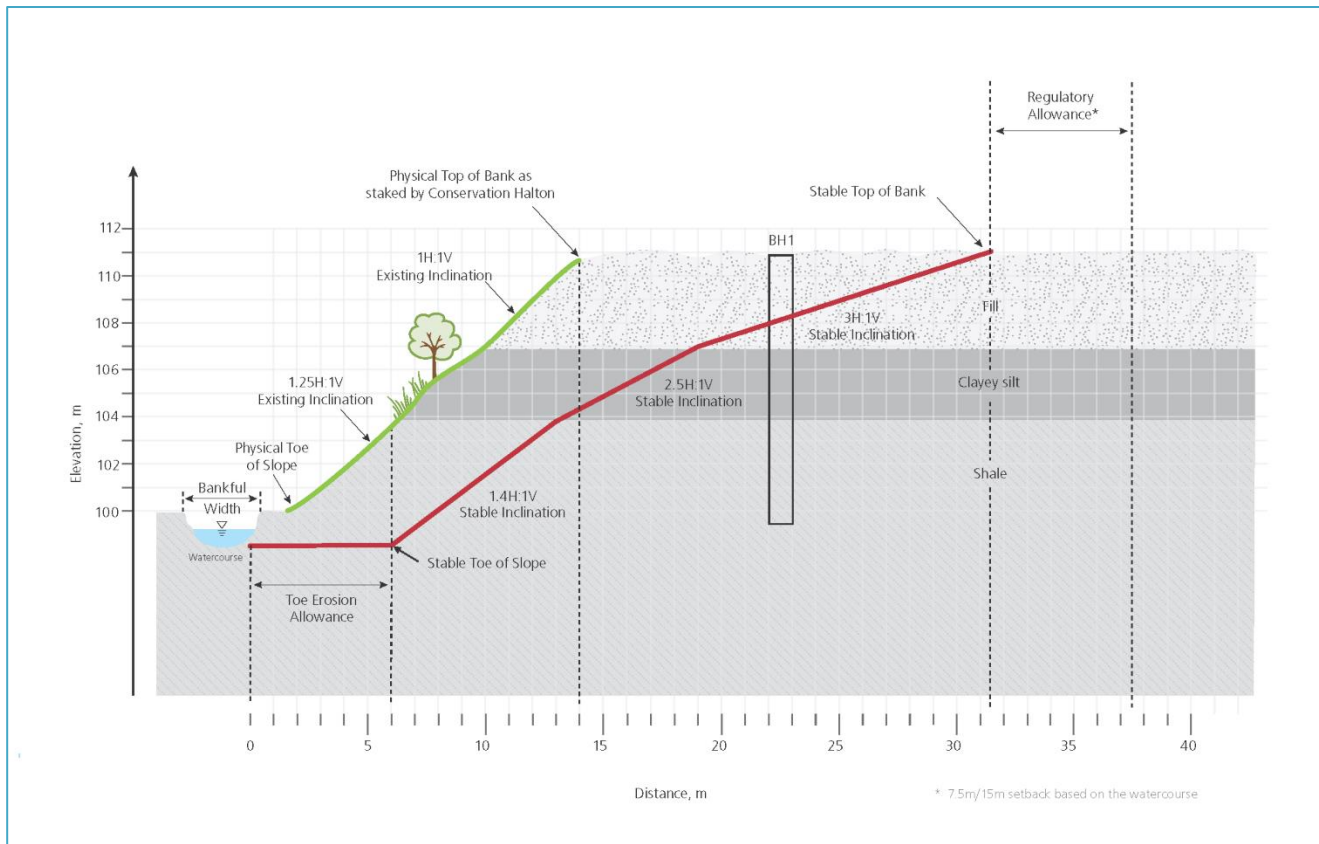 Regulatory
Allowance*
Physical Top of Bank as
staked by Conservation Halton
Stable Top of Bank
112
110
108
106
104
102
100
Elevation, m
BH1
1H:1V
Existing Inclination
3H:1V
Stable Inclination
Fill
1.25H:1V
Existing Inclination
2.5H:1V
Stable Inclination
Clayey silt
Physical Toe
of Slope
Shale
Bankful
Width
1.4H:1V
Stable Inclination
Watercourse
Stable Toe of Slope
Toe Erosion
Allowance
0
5
10
15
20
25
30
35
40
Distance, m
* 7.5m/15m setback based on the watercourse